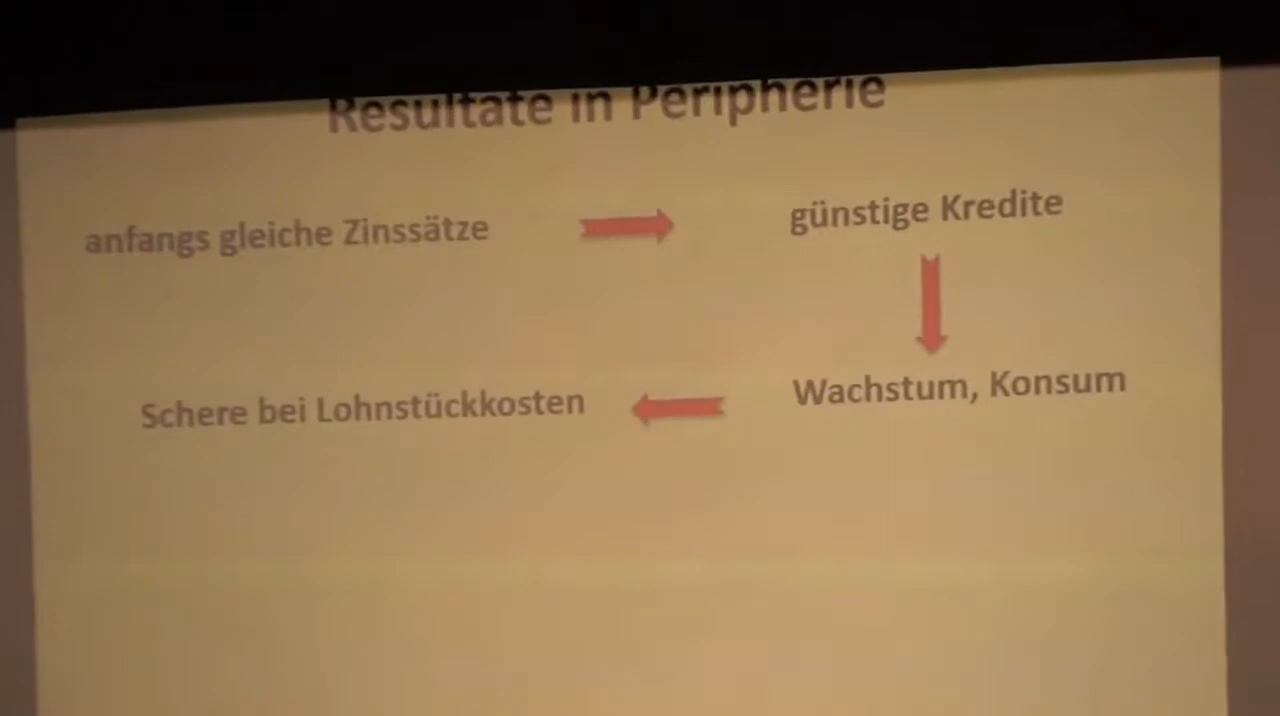 Resultate in Peripherie
anfangs gleiche Zinssätze
günstige Kredite
Wachstum, Konsum
Schere bei Lohnstückkosten